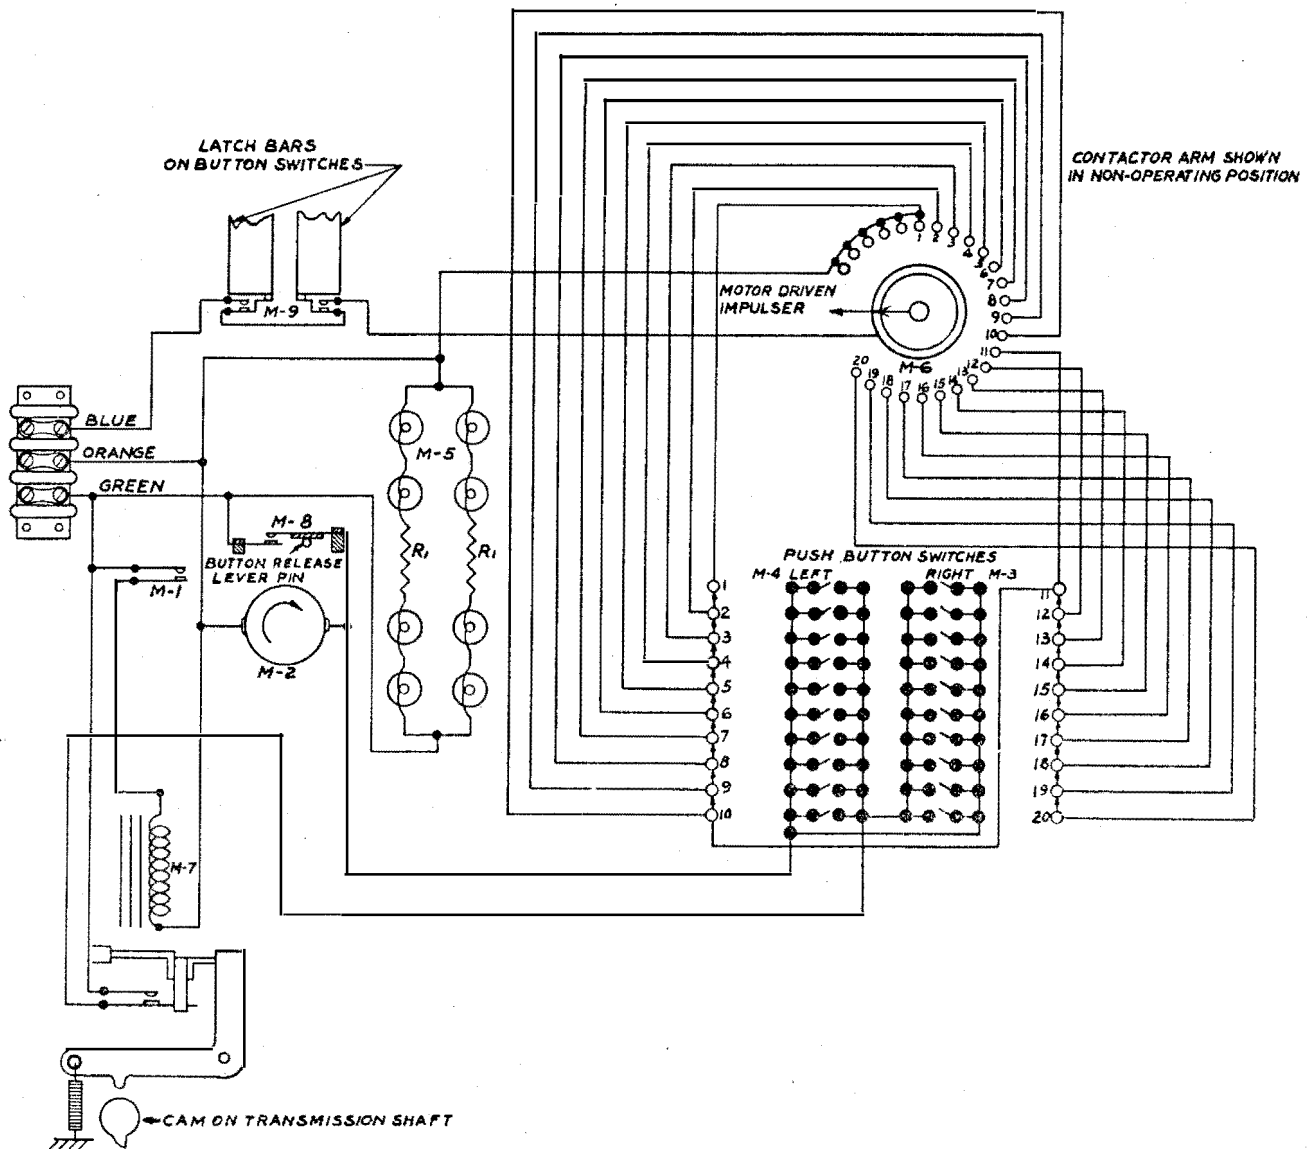 LATCH BARS
ON BUTTON SWITCHES
CONTACTOR ARM SHOWN
IN NON-OPERATING POSITION
1
2
3
4
5
6
7
8
9
10
11
12
13
14
15
16
17
18
19
20
MOTOR DRIVEN
IMPULSER
M-9
M-6
BLUE
ORANGE
GREEN
M-5
M-8
R1
R1
BUTTON RELEASE
LEVER PIN
M-1
M-2
M-7
PUSH BUTTON SWITCHES
M-4 LEFT
RIGHT M-3
1
2
3
4
5
6
7
8
9
10
11
12
13
14
15
16
17
18
19
20
CAM ON TRANSMISSION SHAFT